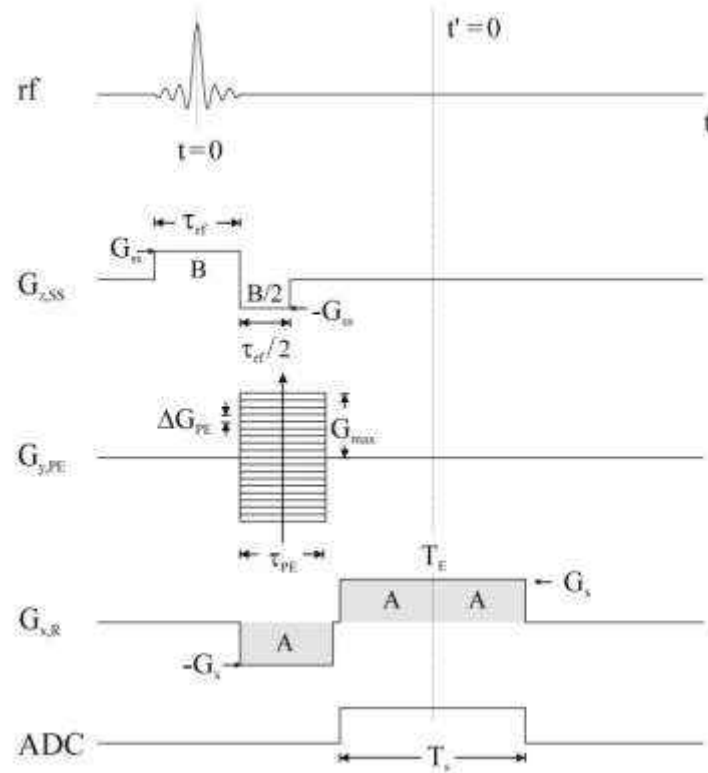 t' = 0
rf
t
t = 0
τrf
Gss
B
Gz,SS
B/2
-Gss
τrf/2
ΔGPE
Gmax
Gy,PE
τPE
TE
Gx
A A
Gx,R
A
-Gx
ADC
Ts